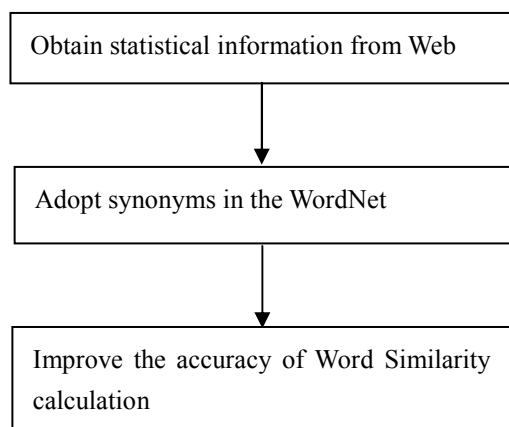 Obtain statistical information from Web
Adopt synonyms in the WordNet
Improve the accuracy of Word Similarity
calculation